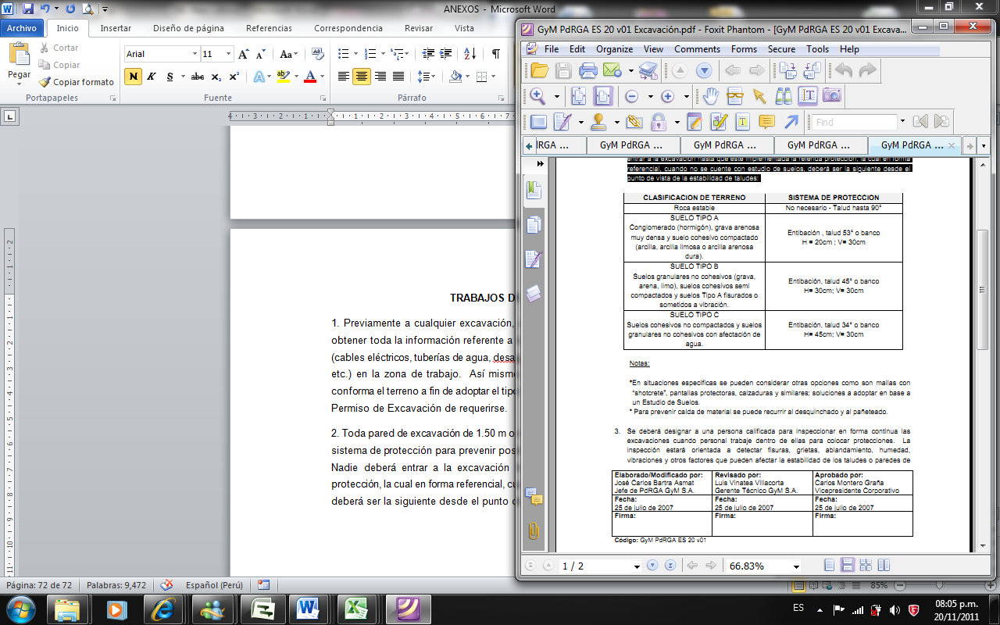 ANEXOS - Microsoft Word
Archivo Inicio Insertar Diseño de página Referencias Correspondencia Revisar Vista
Pegar
Cortar
Copiar
Copiar formato
Portapapeles
Arial 11
N K S abc x₂ x²
Fuente
Párrafo
TRABAJOS D
1. Previamente a cualquier excavación,
obtener toda la información referente a
(cables eléctricos, tuberías de agua, desa
etc.) en la zona de trabajo. Así mismo
conforma el terreno a fin de adoptar el tipo
Permiso de Excavación de requerirse.
2. Toda pared de excavación de 1.50 m o
sistema de protección para prevenir pos
Nadie deberá entrar a la excavación
protección, la cual en forma referencial, cu
deberá ser la siguiente desde el punto d
Página: 72 de 72 Palabras: 9,472 Español (Perú) 85%
GyM PdRGA ES 20 v01 Excavación.pdf - Foxit Phantom - [GyM PdRGA ES 20 v01 Excava...
File Edit Organize View Comments Forms Secure Tools Help
Find
IRGA ... GyM PdRGA ... GyM PdRGA ... GyM PdRGA ... GyM PdRGA ...
entrar a la excavación hasta que esté implementada la referida protección, la cual en forma
referencial, cuando no se cuente con estudio de suelos, deberá ser la siguiente desde el
punto de vista de la estabilidad de taludes:
CLASIFICACION DE TERRENO SISTEMA DE PROTECCION
Roca estable No necesario - Talud hasta 90°
SUELO TIPO A
Conglomerado (hormigón), grava arenosa
muy densa y suelo cohesivo compactado
(arcilla, arcilla limosa o arcilla arenosa
dura).
Entibación , talud 53° o banco
H = 20cm ; V= 30cm
SUELO TIPO B
Suelos granulares no cohesivos (grava,
arena, limo), suelos cohesivos semi
compactados y suelos Tipo A fisurados o
sometidos a vibración.
Entibación, talud 45° o banco
H= 30cm; V= 30cm
SUELO TIPO C
Suelos cohesivos no compactados y suelos
granulares no cohesivos con afectación de
agua.
Entibación, talud 34° o banco
H= 45cm; V= 30cm
Notas:
*En situaciones específicas se pueden considerar otras opciones como son mallas con
"shotcrete", pantallas protectoras, calzaduras y similares; soluciones a adoptar en base a
un Estudio de Suelos.
* Para prevenir caída de material se puede recurrir al desquinchado y al pañeteado.
3. Se deberá designar a una persona calificada para inspeccionar en forma continua las
excavaciones cuando personal trabaje dentro de ellas para colocar protecciones. La
inspección estará orientada a detectar fisuras, grietas, ablandamiento, humedad,
vibraciones y otros factores que pueden afectar la estabilidad de los taludes o paredes de
Elaborado/Modificado por: Revisado por: Aprobado por:
José Carlos Bartra Asmat Luis Vinatea Villacorta Carlos Montero Graña
Jefe de PdRGA GyM S.A. Gerente Técnico GyM S.A. Vicepresidente Corporativo
Fecha: Fecha: Fecha:
25 de julio de 2007 25 de julio de 2007 25 de julio de 2007
Firma: Firma: Firma:
Código: GyM PdRGA ES 20 v01
1 / 2 66.83%
ES 08:05 p.m.
20/11/2011